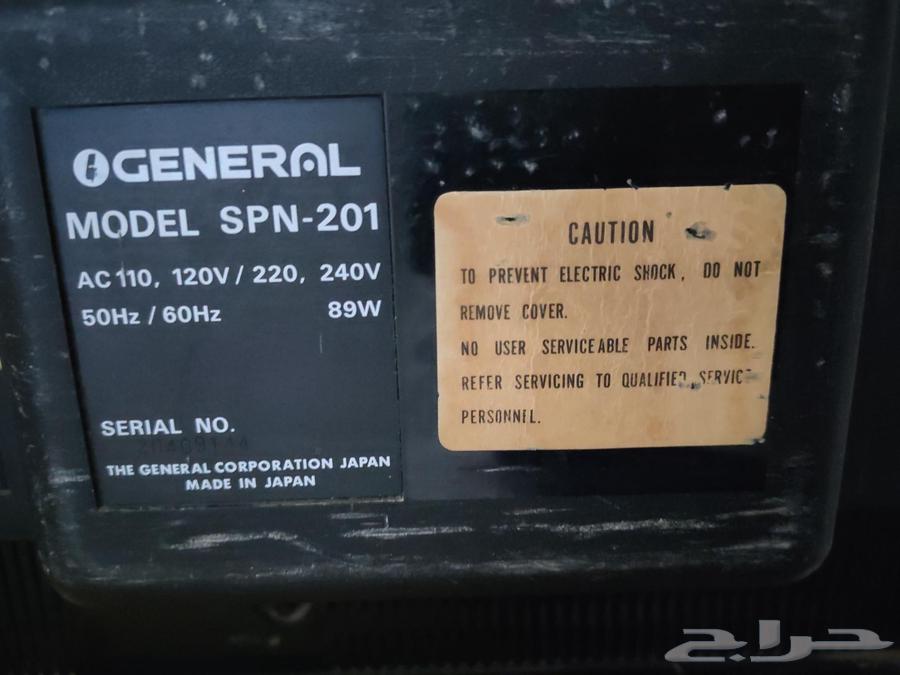 GENERAL
MODEL SPN-201
AC 110, 120V / 220, 240V
50Hz / 60Hz 89W
SERIAL NO.
THE GENERAL CORPORATION JAPAN
MADE IN JAPAN
CAUTION
TO PREVENT ELECTRIC SHOCK, DO NOT
REMOVE COVER.
NO USER SERVICEABLE PARTS INSIDE.
REFER SERVICING TO QUALIFIED SERVICE
PERSONNEL.
حراج